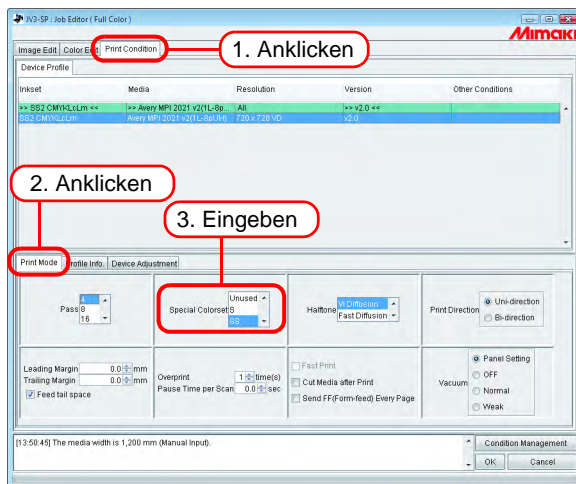 JV3-SP : Job Editor ( Full Color )
Mimaki
Image Edit Color Edit Print Condition
1. Anklicken
Device Profile
Inkset Media Resolution Version Other Conditions
>> SS2 CMYKLcLm << >> Avery MPI 2021 v2(1L-8p... All >> v2.0 <<
SS2 CMYKLcLm Avery MPI 2021 v2(1L-8pUH) 720 x 720 VD v2.0
2. Anklicken
3. Eingeben
Print Mode Profile Info. Device Adjustment
Pass 4
8
16
Special Colorset Unused
S
SS
Halftone VI Diffusion
Fast Diffusion
Print Direction Uni-direction
Bi-direction
Leading Margin 0.0 mm
Trailing Margin 0.0 mm
Feed tail space
Overprint 1 time(s)
Pause Time per Scan 0.0 sec
Fast Print
Cut Media after Print
Send FF(Form-feed) Every Page
Vacuum Panel Setting
OFF
Normal
Weak
[13:50:45] The media width is 1,200 mm (Manual Input).
Condition Management
OK Cancel